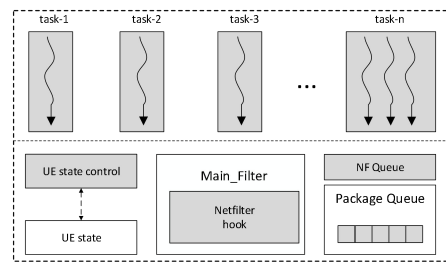 task-1 task-2 task-3 task-n
...
UE state control
UE state
Main_Filter
Netfilter
hook
NF Queue
Package Queue